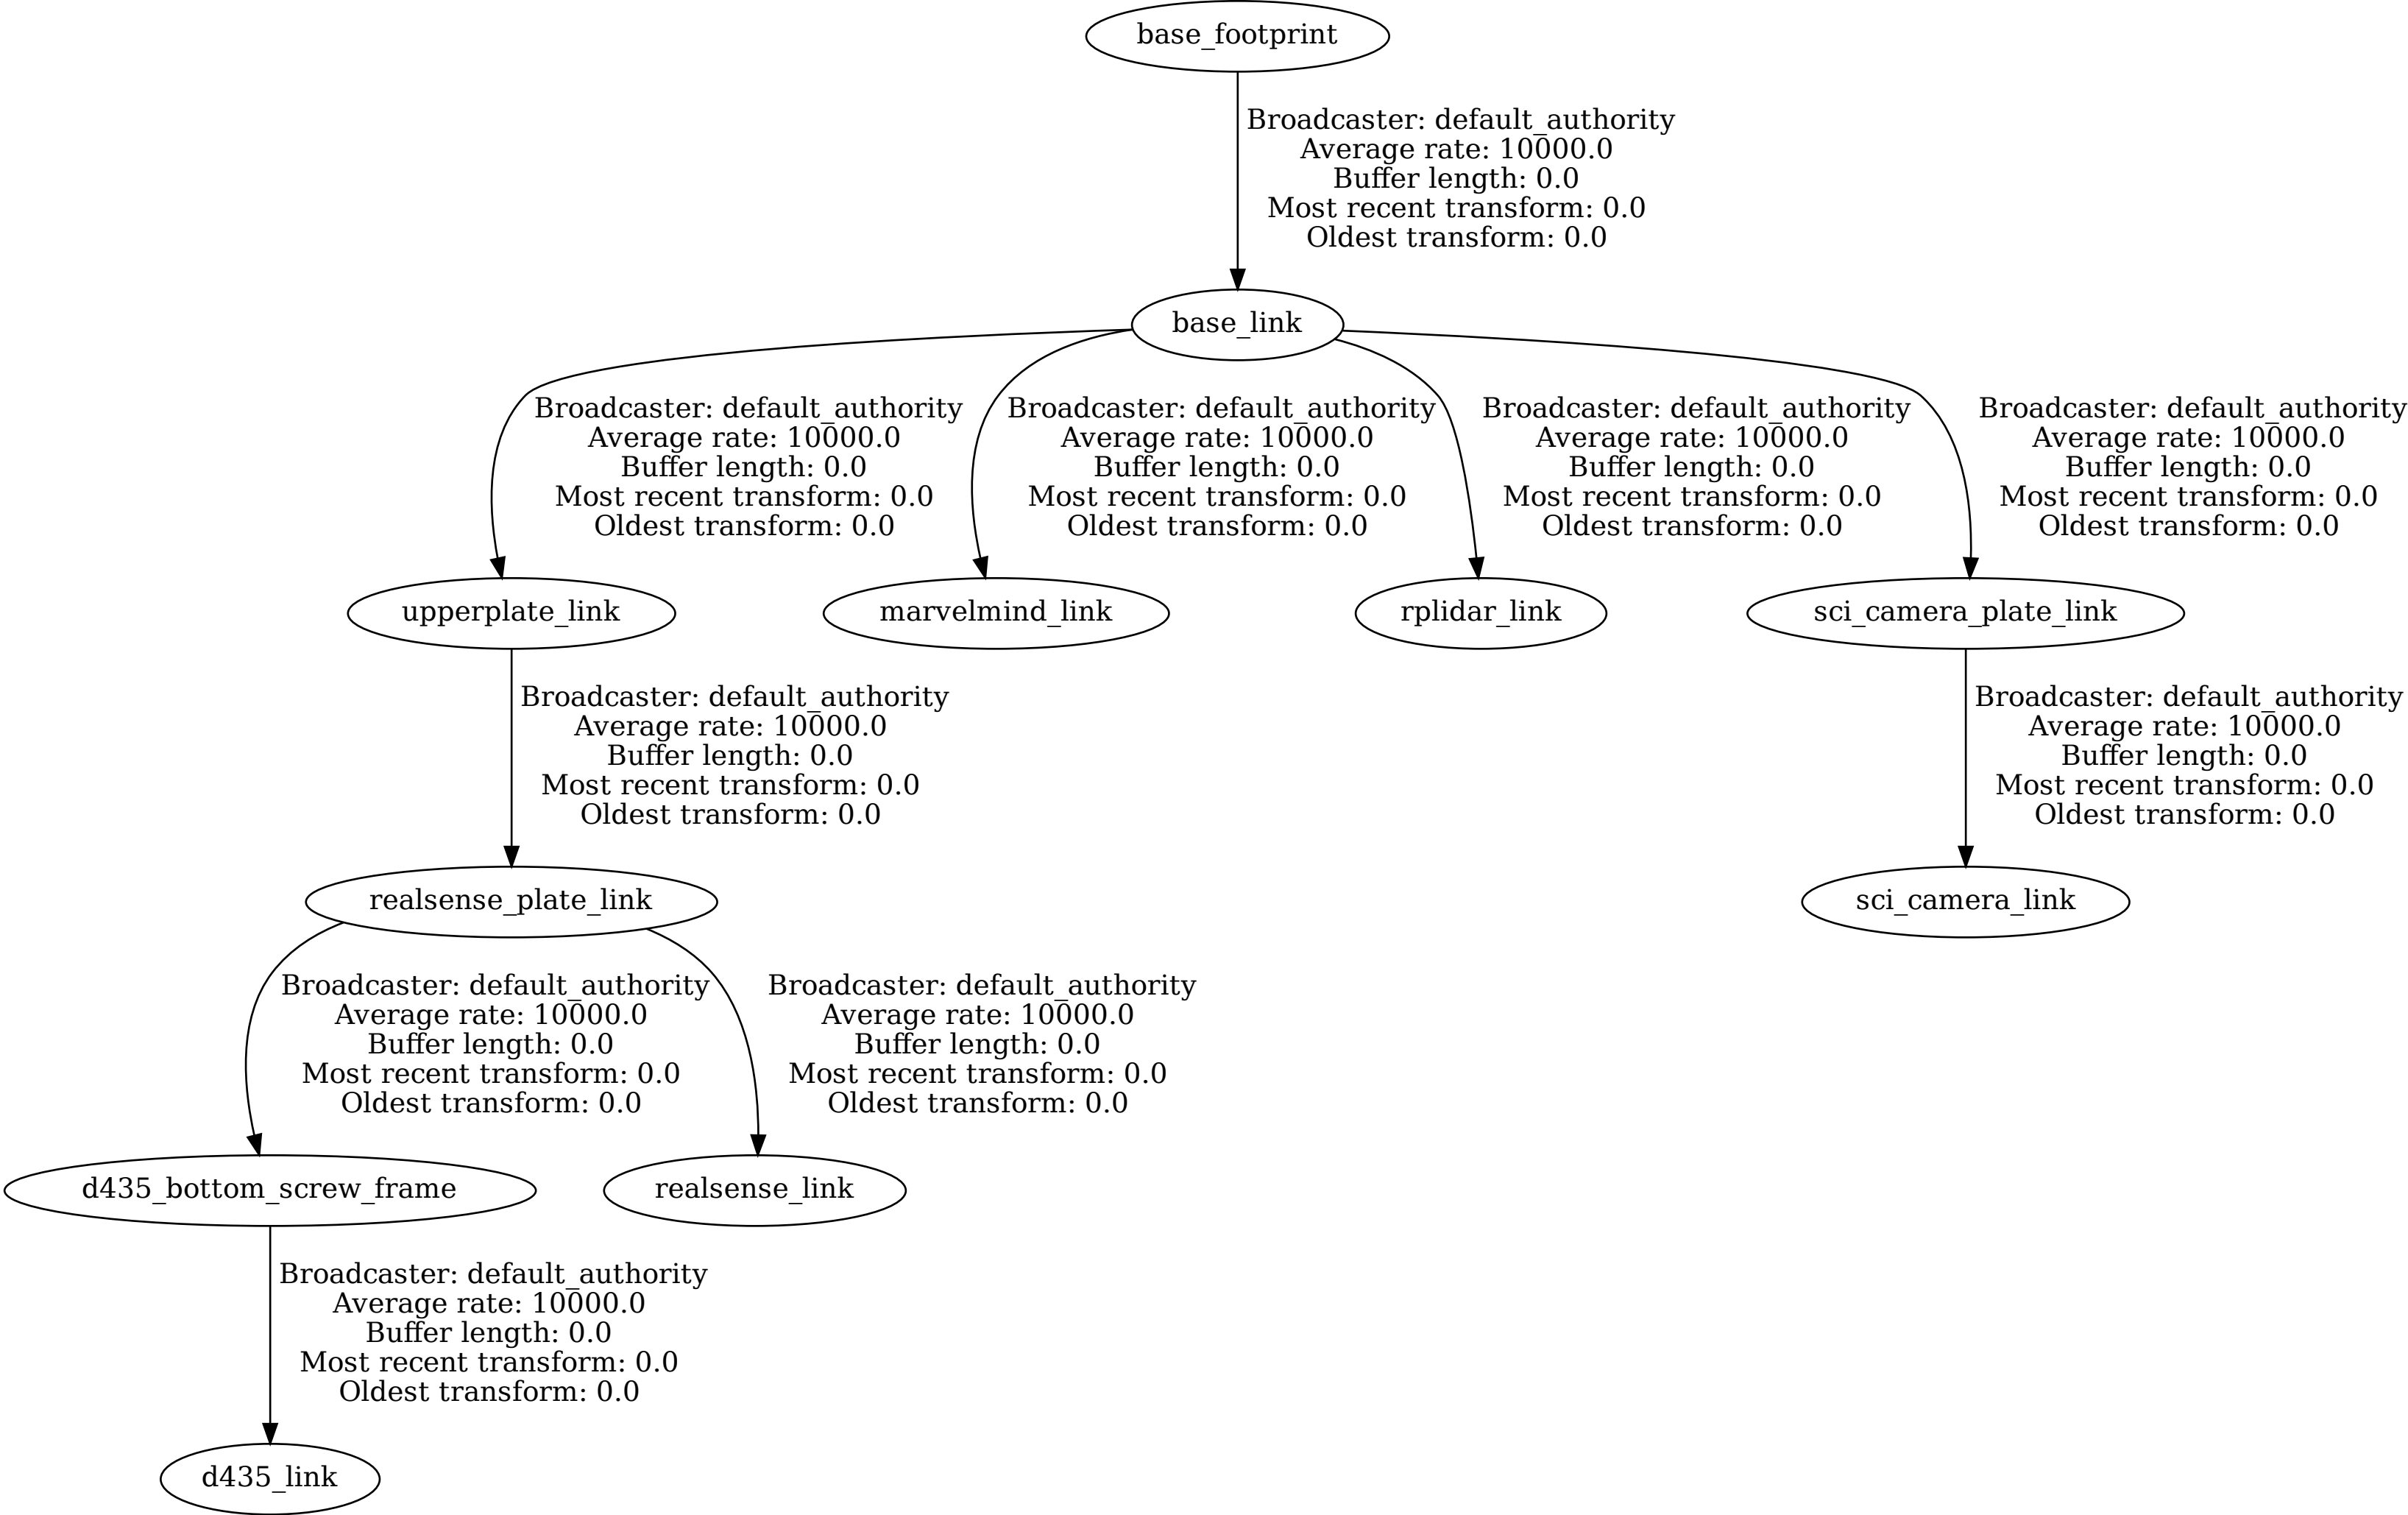 base_footprint
Broadcaster: default_authority
Average rate: 10000.0
Buffer length: 0.0
Most recent transform: 0.0
Oldest transform: 0.0
base_link
Broadcaster: default_authority
Average rate: 10000.0
Buffer length: 0.0
Most recent transform: 0.0
Oldest transform: 0.0
Broadcaster: default_authority
Average rate: 10000.0
Buffer length: 0.0
Most recent transform: 0.0
Oldest transform: 0.0
Broadcaster: default_authority
Average rate: 10000.0
Buffer length: 0.0
Most recent transform: 0.0
Oldest transform: 0.0
Broadcaster: default_authority
Average rate: 10000.0
Buffer length: 0.0
Most recent transform: 0.0
Oldest transform: 0.0
upperplate_link
marvelmind_link
rplidar_link
sci_camera_plate_link
Broadcaster: default_authority
Average rate: 10000.0
Buffer length: 0.0
Most recent transform: 0.0
Oldest transform: 0.0
Broadcaster: default_authority
Average rate: 10000.0
Buffer length: 0.0
Most recent transform: 0.0
Oldest transform: 0.0
realsense_plate_link
sci_camera_link
Broadcaster: default_authority
Average rate: 10000.0
Buffer length: 0.0
Most recent transform: 0.0
Oldest transform: 0.0
Broadcaster: default_authority
Average rate: 10000.0
Buffer length: 0.0
Most recent transform: 0.0
Oldest transform: 0.0
d435_bottom_screw_frame
realsense_link
Broadcaster: default_authority
Average rate: 10000.0
Buffer length: 0.0
Most recent transform: 0.0
Oldest transform: 0.0
d435_link